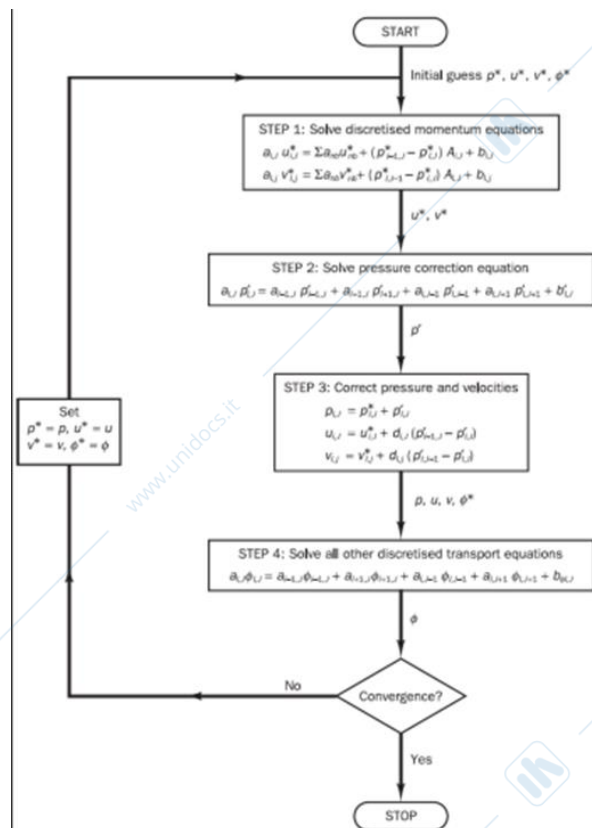 START
Initial guess p*, u*, v*, ϕ*
STEP 1: Solve discretised momentum equations
a_{i,J} u*_{i,J} = Σa_{nb}u*_{nb} + (p*_{I−1,J} − p*_{I,J}) A_{i,J} + b_{i,J}
a_{I,j} v*_{I,j} = Σa_{nb}v*_{nb} + (p*_{I,J−1} − p*_{I,J}) A_{I,j} + b_{I,j}
u*, v*
STEP 2: Solve pressure correction equation
a_{I,J} p′_{I,J} = a_{I−1,J} p′_{I−1,J} + a_{I+1,J} p′_{I+1,J} + a_{I,J−1} p′_{I,J−1} + a_{I,J+1} p′_{I,J+1} + b′_{I,J}
p′
STEP 3: Correct pressure and velocities
p_{I,J} = p*_{I,J} + p′_{I,J}
u_{i,J} = u*_{i,J} + d_{i,J} (p′_{I−1,J} − p′_{I,J})
v_{I,j} = v*_{I,j} + d_{I,j} (p′_{I,J−1} − p′_{I,J})
Set
p* = p, u* = u
v* = v, ϕ* = ϕ
p, u, v, ϕ*
STEP 4: Solve all other discretised transport equations
a_{I,J}ϕ_{I,J} = a_{I−1,J}ϕ_{I−1,J} + a_{I+1,J}ϕ_{I+1,J} + a_{I,J−1} ϕ_{I,J−1} + a_{I,J+1} ϕ_{I,J+1} + b_{ϕI,J}
ϕ
No
Convergence?
Yes
STOP
www.unidocs.it